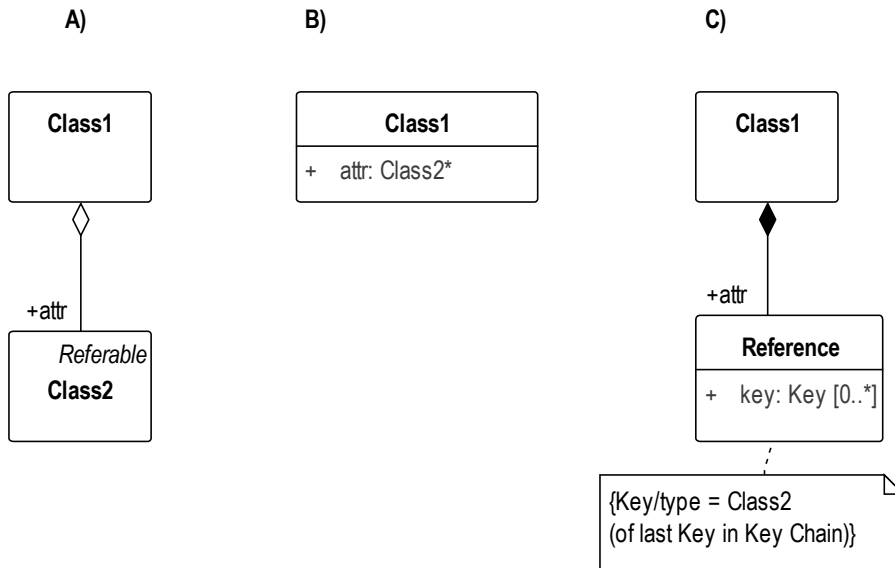 A)
B)
C)
Class1
+attr
Referable
Class2
Class1
+ attr: Class2*
Class1
+attr
Reference
+ key: Key [0..*]
{Key/type = Class2
(of last Key in Key Chain)}